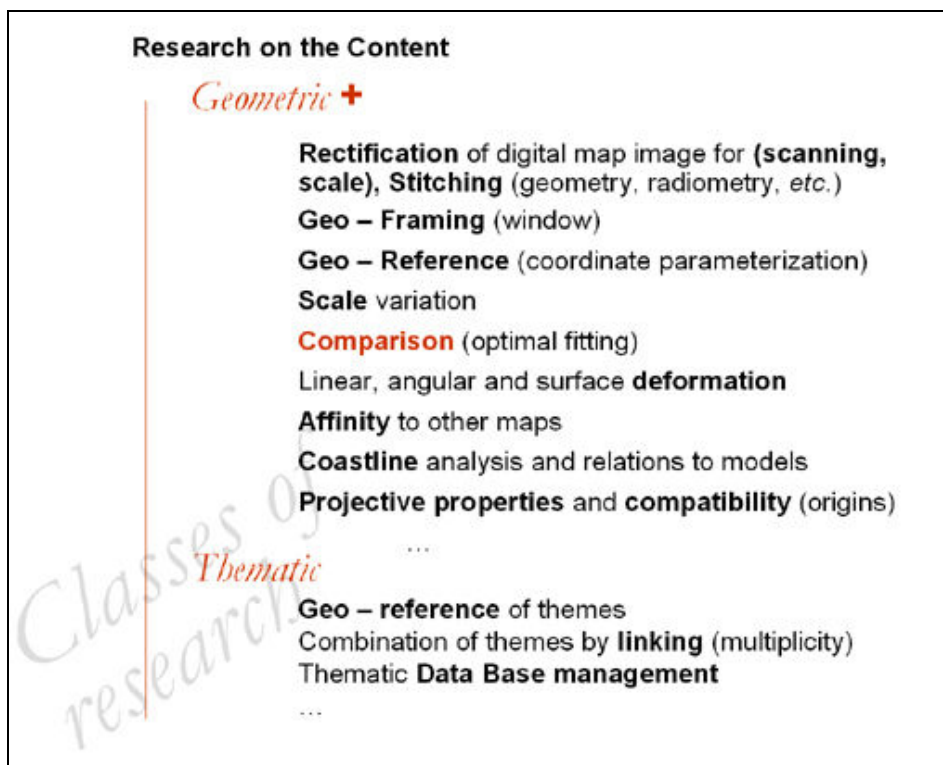 Research on the Content
Geometric +
Rectification of digital map image for (scanning,
scale), Stitching (geometry, radiometry, etc.)
Geo – Framing (window)
Geo – Reference (coordinate parameterization)
Scale variation
Comparison (optimal fitting)
Linear, angular and surface deformation
Affinity to other maps
Coastline analysis and relations to models
Projective properties and compatibility (origins)
...
Thematic
Geo – reference of themes
Combination of themes by linking (multiplicity)
Thematic Data Base management
...
Classes of
research